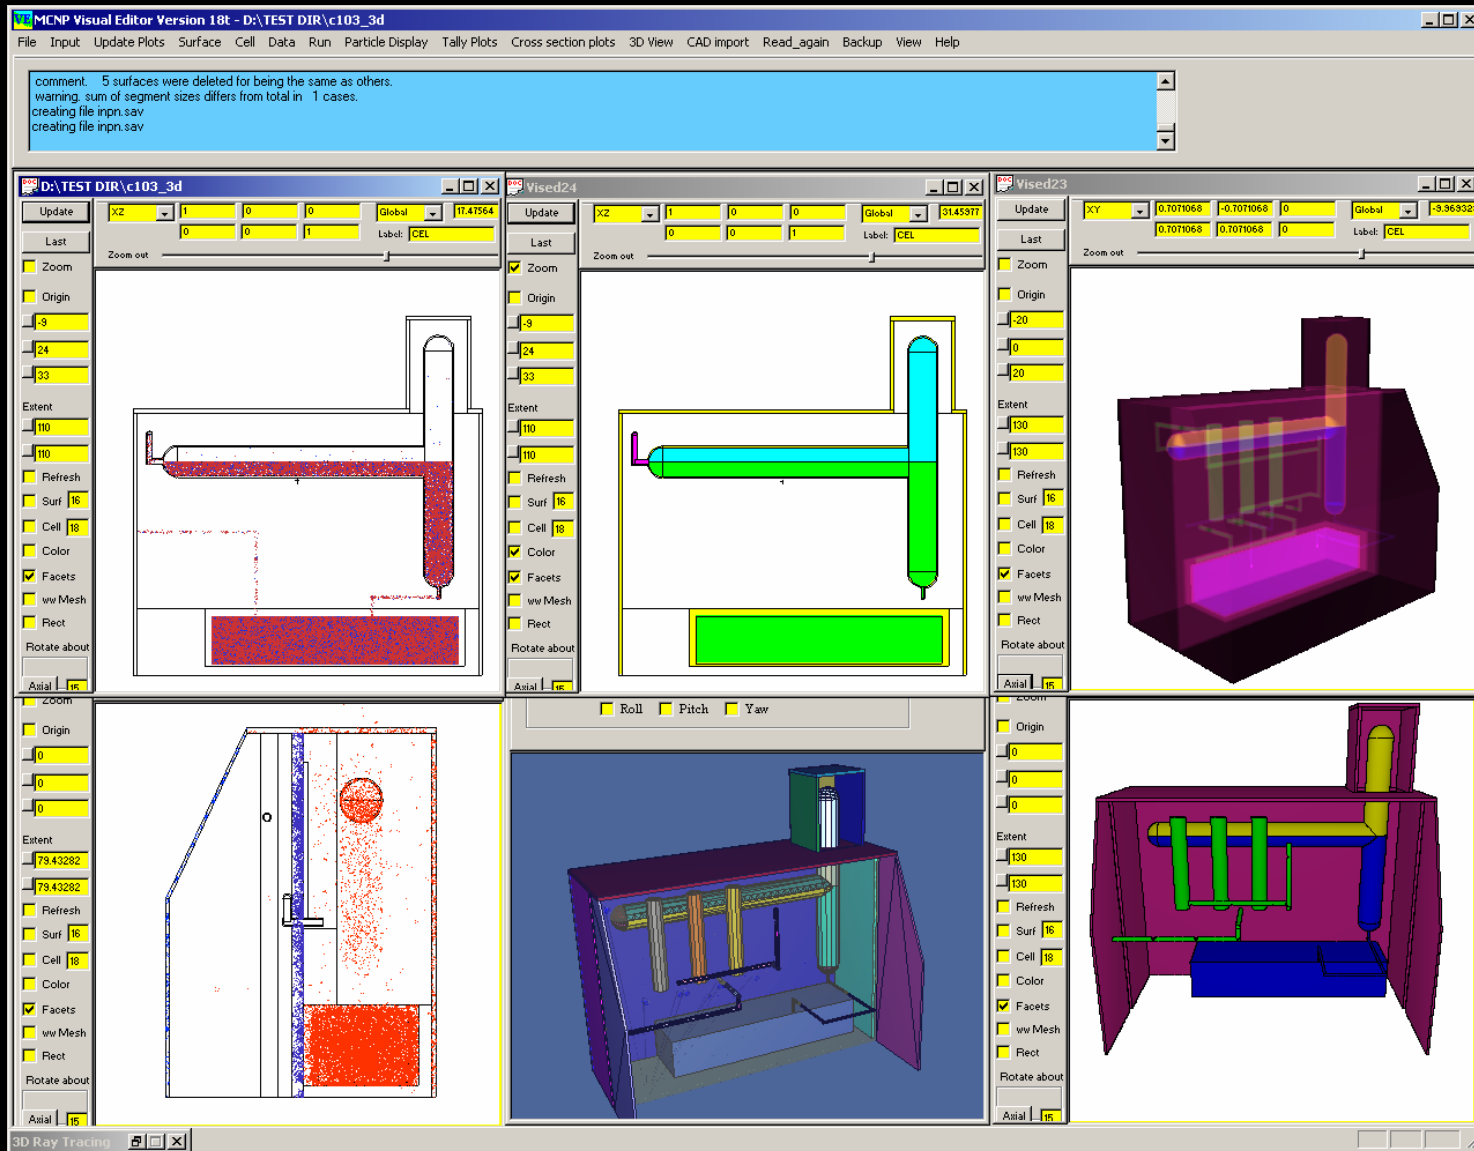 MCNP Visual Editor Version 18t - D:\TEST DIR\c103_3d
File Input Update Plots Surface Cell Data Run Particle Display Tally Plots Cross section plots 3D View CAD import Read_again Backup View Help
comment. 5 surfaces were deleted for being the same as others.
warning. sum of segment sizes differs from total in 1 cases.
creating file inpn.sav
creating file inpn.sav
D:\TEST DIR\c103_3d
Update XZ 1 0 0 Global 17.47564
0 0 1 Label: CEL
Last
Zoom out
Zoom
Origin
-9
24
33
Extent
110
110
Refresh
Surf 16
Cell 18
Color
Facets
ww Mesh
Rect
Rotate about
Axial 15
Vised24
Update XZ 1 0 0 Global 31.45977
0 0 1 Label: CEL
Last
Zoom out
Zoom
Origin
-9
24
33
Extent
110
110
Refresh
Surf 16
Cell 18
Color
Facets
ww Mesh
Rect
Rotate about
Axial 15
Vised23
Update XY 0.7071068 -0.7071068 0 Global -9.969323
0.7071068 0.7071068 0 Label: CEL
Last
Zoom out
Zoom
Origin
-20
0
20
Extent
130
130
Refresh
Surf 16
Cell 18
Color
Facets
ww Mesh
Rect
Rotate about
Axial 15
Zoom
Origin
0
0
0
Extent
79.43282
79.43282
Refresh
Surf 16
Cell 18
Color
Facets
ww Mesh
Rect
Rotate about
Axial 15
Roll Pitch Yaw
Zoom
Origin
0
0
0
Extent
130
130
Refresh
Surf 16
Cell 18
Color
Facets
ww Mesh
Rect
Rotate about
Axial 15
3D Ray Tracing